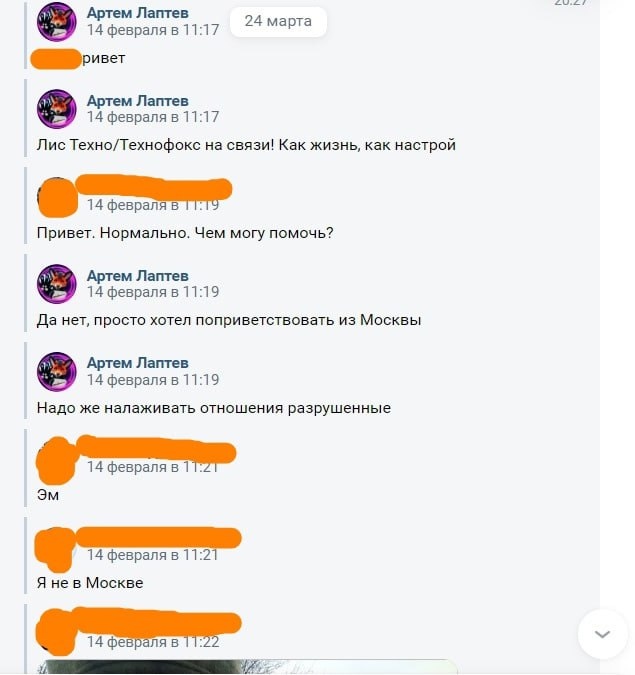 20:27
Артем Лаптев
14 февраля в 11:17
24 марта
ривет
Артем Лаптев
14 февраля в 11:17
Лис Техно/Технофокс на связи! Как жизнь, как настрой
14 февраля в 11:19
Привет. Нормально. Чем могу помочь?
Артем Лаптев
14 февраля в 11:19
Да нет, просто хотел поприветствовать из Москвы
Артем Лаптев
14 февраля в 11:19
Надо же налаживать отношения разрушенные
14 февраля в 11:21
Эм
14 февраля в 11:21
Я не в Москве
14 февраля в 11:22